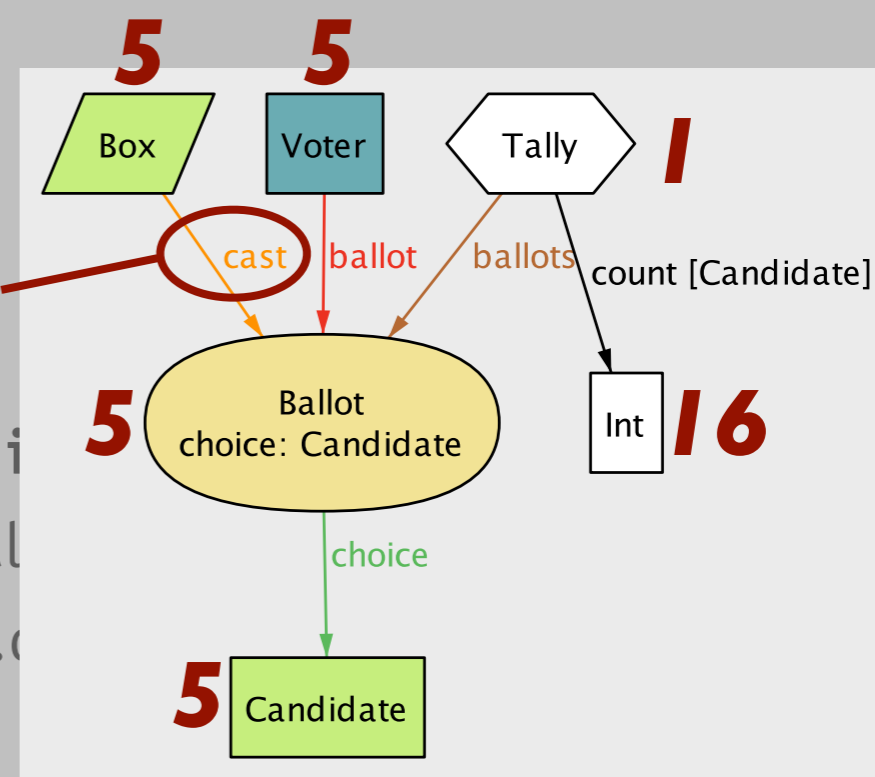 5 5
Box Voter Tally 1
cast ballot ballots count [Candidate]
5 Ballot
choice: Candidate
Int 16
choice
5 Candidate